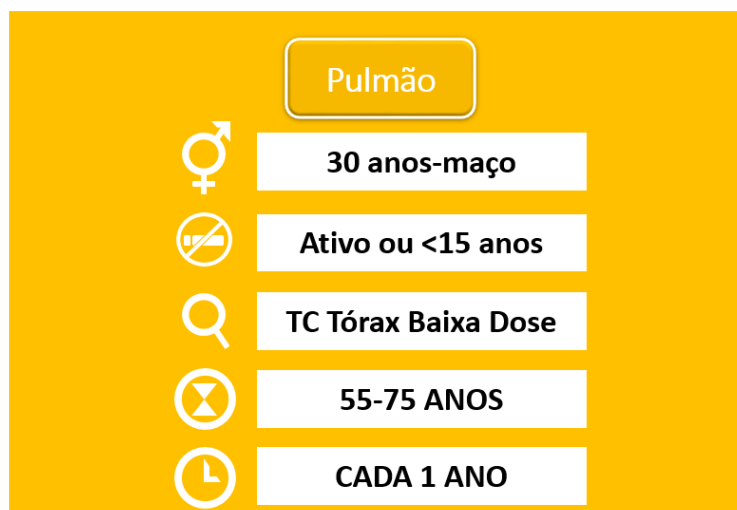 Pulmão
30 anos-maço
Ativo ou <15 anos
TC Tórax Baixa Dose
55-75 ANOS
CADA 1 ANO